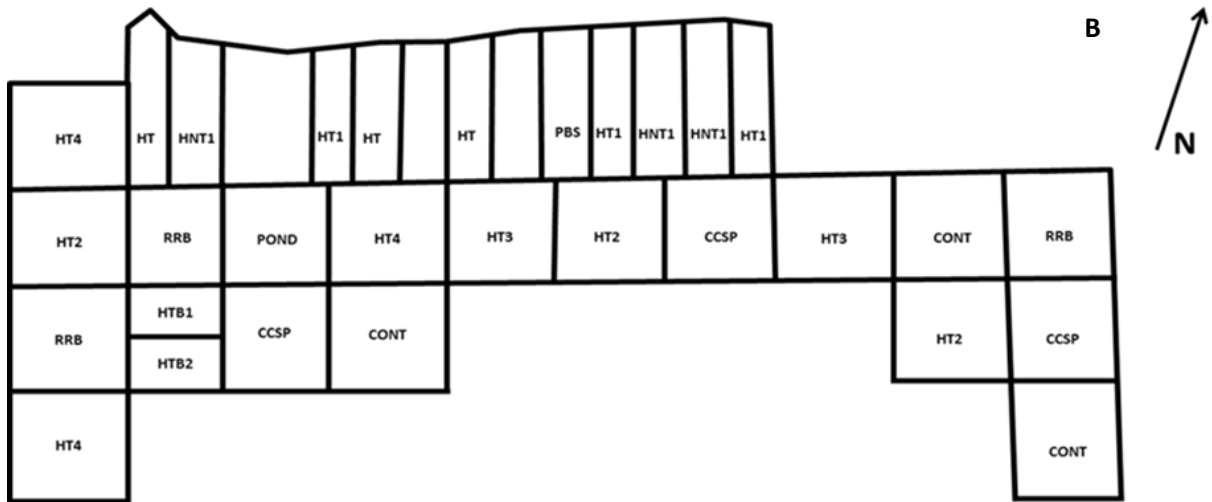 B
N
HT4 HT HNT1 HT1 HT HT PBS HT1 HNT1 HNT1 HT1
HT2 RRB POND HT4 HT3 HT2 CCSP HT3 CONT RRB
RRB HTB1 CCSP CONT HT2 CCSP
HTB2
HT4 CONT